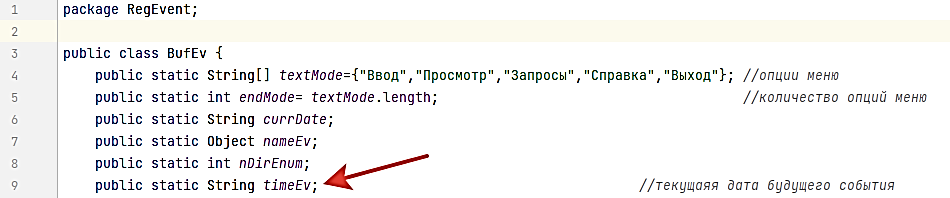 1 package RegEvent;
2
3 public class BufEv {
4 public static String[] textMode={"Ввод","Просмотр","Запросы","Справка","Выход"}; //опции меню
5 public static int endMode= textMode.length; //количество опций меню
6 public static String currDate;
7 public static Object nameEv;
8 public static int nDirEnum;
9 public static String timeEv; //текущаяя дата будущего события